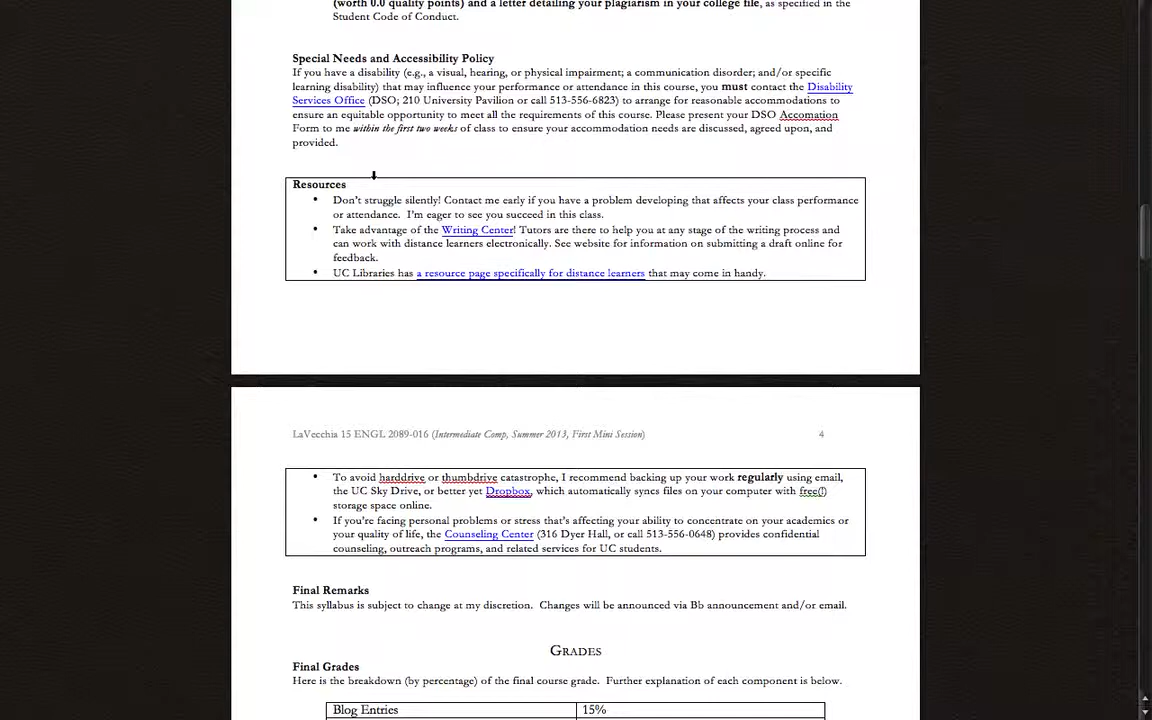 (worth 0.0 quality points) and a letter detailing your plagiarism in your college file, as specified in the
Student Code of Conduct.
Special Needs and Accessibility Policy
If you have a disability (e.g., a visual, hearing, or physical impairment; a communication disorder; and/or specific
learning disability) that may influence your performance or attendance in this course, you must contact the Disability
Services Office (DSO; 210 University Pavilion or call 513-556-6823) to arrange for reasonable accommodations to
ensure an equitable opportunity to meet all the requirements of this course. Please present your DSO Accomation
Form to me within the first two weeks of class to ensure your accommodation needs are discussed, agreed upon, and
provided.
Resources
• Don't struggle silently! Contact me early if you have a problem developing that affects your class performance
or attendance. I'm eager to see you succeed in this class.
• Take advantage of the Writing Center! Tutors are there to help you at any stage of the writing process and
can work with distance learners electronically. See website for information on submitting a draft online for
feedback.
• UC Libraries has a resource page specifically for distance learners that may come in handy.
LaVecchia 15 ENGL 2089-016 (Intermediate Comp, Summer 2013, First Mini Session) 4
• To avoid harddrive or thumbdrive catastrophe, I recommend backing up your work regularly using email,
the UC Sky Drive, or better yet Dropbox, which automatically syncs files on your computer with free(!)
storage space online.
• If you're facing personal problems or stress that's affecting your ability to concentrate on your academics or
your quality of life, the Counseling Center (316 Dyer Hall, or call 513-556-0648) provides confidential
counseling, outreach programs, and related services for UC students.
Final Remarks
This syllabus is subject to change at my discretion. Changes will be announced via Bb announcement and/or email.
GRADES
Final Grades
Here is the breakdown (by percentage) of the final course grade. Further explanation of each component is below.
Blog Entries 15%